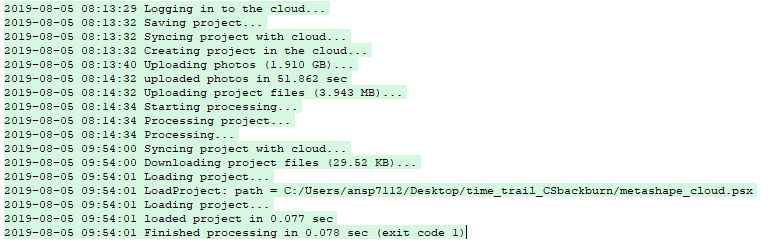 2019-08-05 08:13:29 Logging in to the cloud...
2019-08-05 08:13:32 Saving project...
2019-08-05 08:13:32 Syncing project with cloud...
2019-08-05 08:13:32 Creating project in the cloud...
2019-08-05 08:13:40 Uploading photos (1.910 GB)...
2019-08-05 08:14:32 uploaded photos in 51.862 sec
2019-08-05 08:14:32 Uploading project files (3.943 MB)...
2019-08-05 08:14:34 Starting processing...
2019-08-05 08:14:34 Processing project...
2019-08-05 08:14:34 Processing...
2019-08-05 09:54:00 Syncing project with cloud...
2019-08-05 09:54:00 Downloading project files (29.52 KB)...
2019-08-05 09:54:01 Loading project...
2019-08-05 09:54:01 LoadProject: path = C:/Users/ansp7112/Desktop/time_trail_CSbackburn/metashape_cloud.psx
2019-08-05 09:54:01 Loading project...
2019-08-05 09:54:01 loaded project in 0.077 sec
2019-08-05 09:54:01 Finished processing in 0.078 sec (exit code 1)